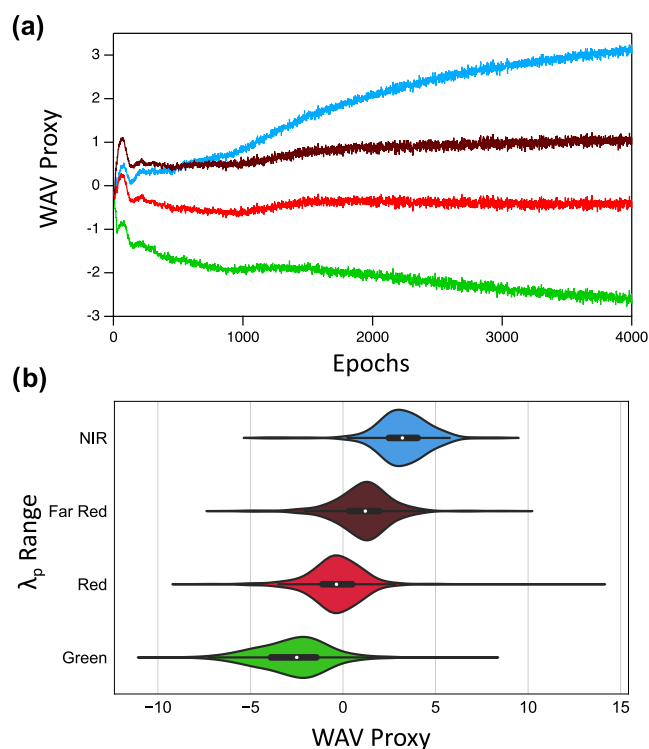 (a)
WAV Proxy
3
2
1
0
-1
-2
-3
0
1000
2000
3000
4000
Epochs
(b)
λp Range
NIR
Far Red
Red
Green
−10
−5
0
5
10
15
WAV Proxy